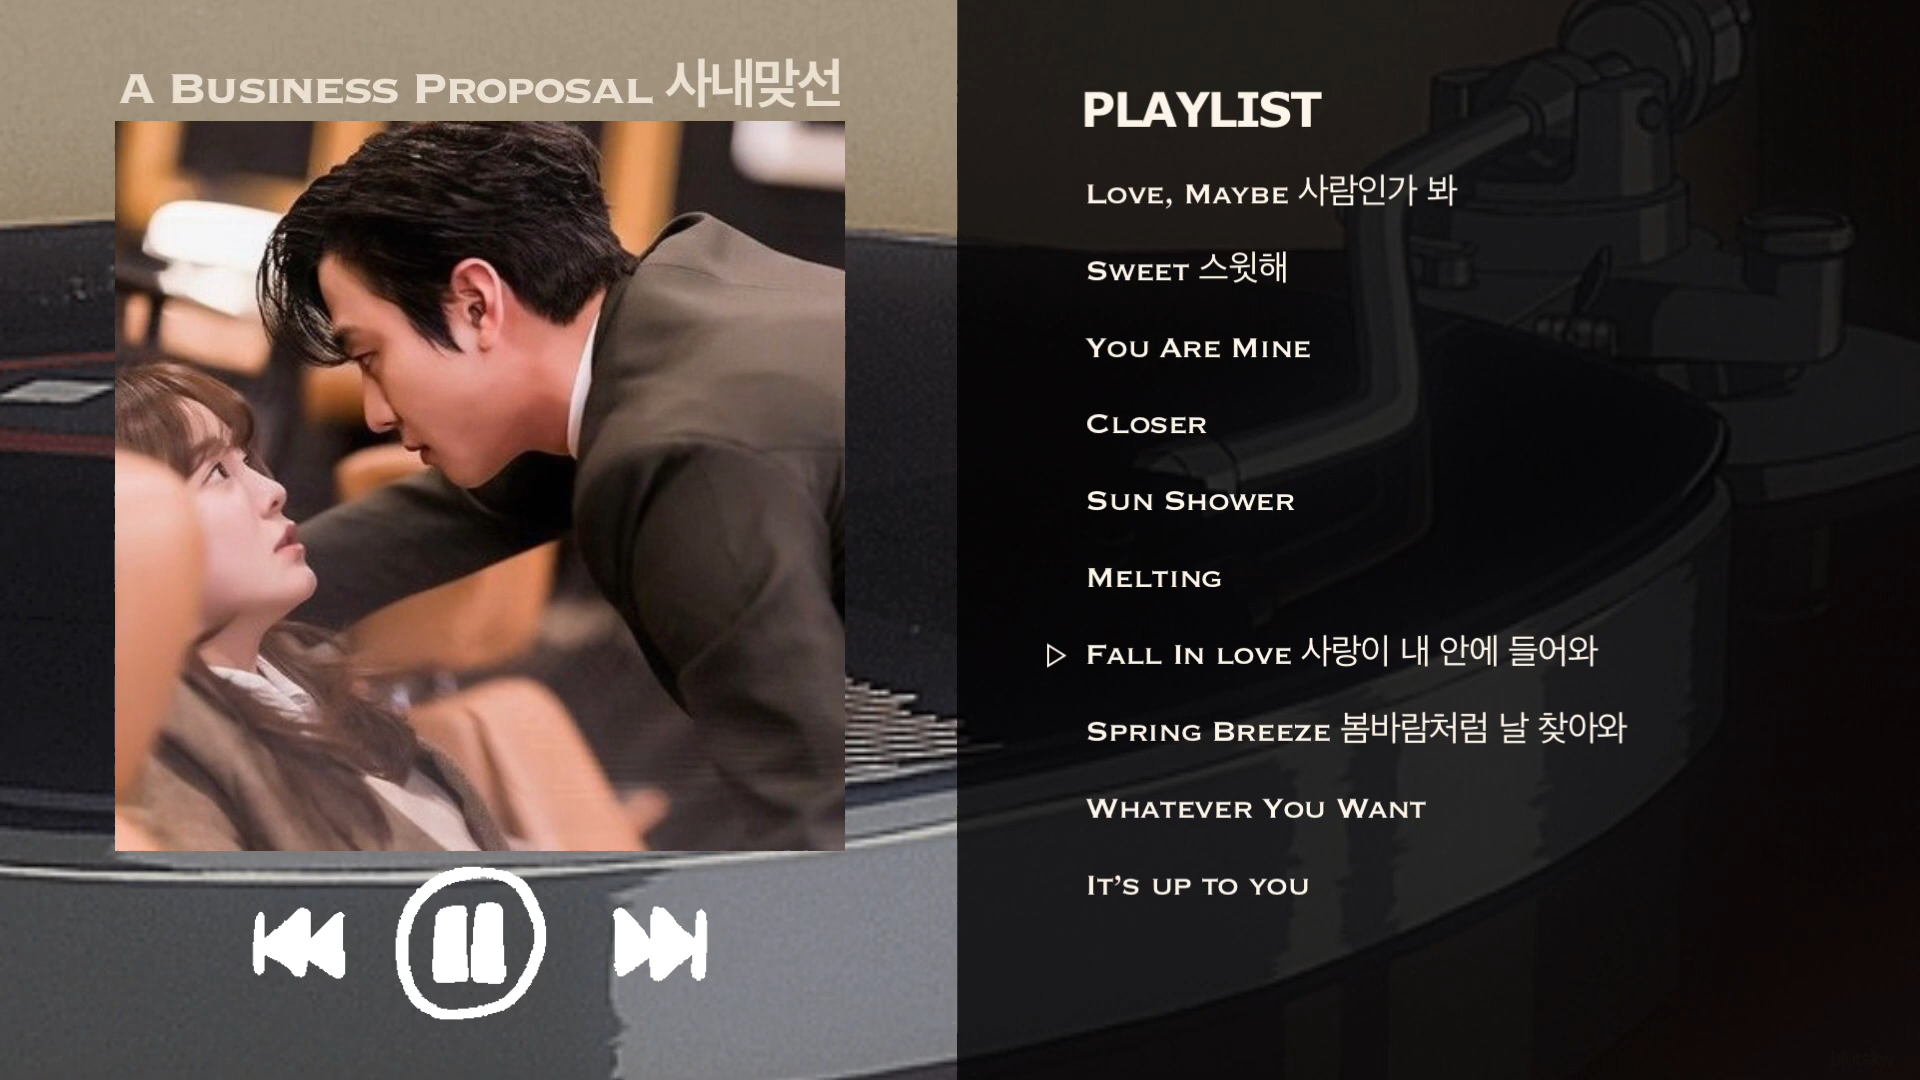 A Business Proposal 사내맞선
PLAYLIST
Love, Maybe 사람인가 봐
Sweet 스윗해
You Are Mine
Closer
Sun Shower
Melting
Fall In love 사랑이 내 안에 들어와
Spring Breeze 봄바람처럼 날 찾아와
Whatever You Want
It’s up to you